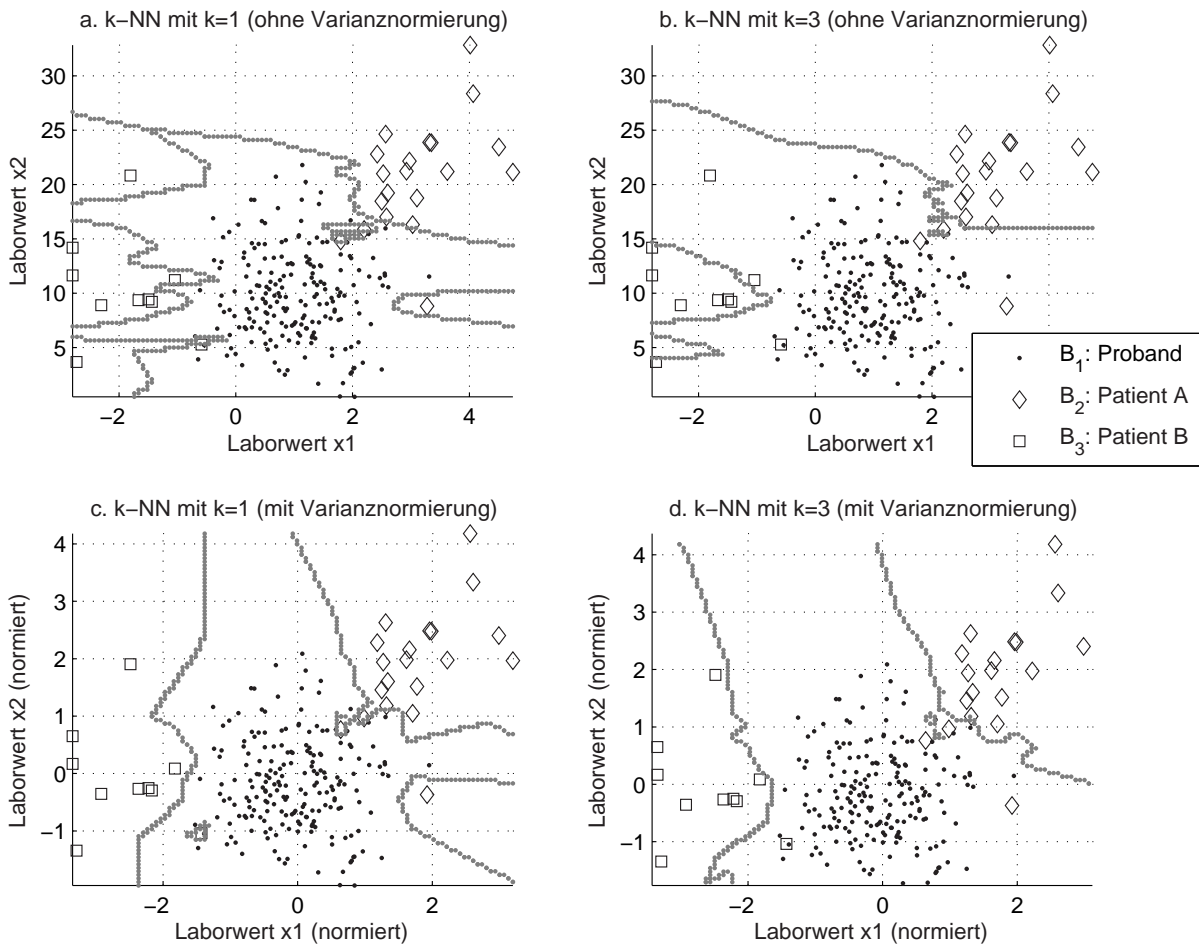 a. k−NN mit k=1 (ohne Varianznormierung)
30
25
20
15
10
5
Laborwert x2
−2 0 2 4
Laborwert x1
b. k−NN mit k=3 (ohne Varianznormierung)
30
25
20
15
10
5
Laborwert x2
−2 0 2
Laborwert x1
B1: Proband
B2: Patient A
B3: Patient B
c. k−NN mit k=1 (mit Varianznormierung)
4
3
2
1
0
−1
Laborwert x2 (normiert)
−2 0 2
Laborwert x1 (normiert)
d. k−NN mit k=3 (mit Varianznormierung)
4
3
2
1
0
−1
Laborwert x2 (normiert)
−2 0 2
Laborwert x1 (normiert)